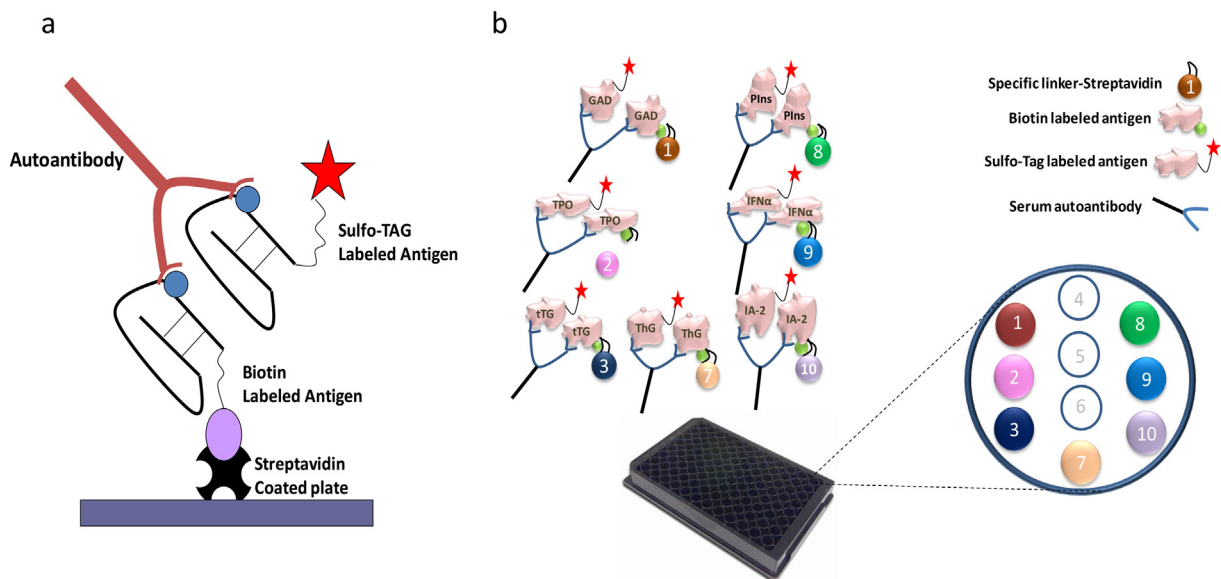 a
Autoantibody
Sulfo-TAG
Labeled Antigen
Biotin
Labeled Antigen
Streptavidin
Coated plate
b
GAD
GAD
1
PIns
PIns
8
TPO
TPO
2
IFNα
IFNα
9
tTG
tTG
3
ThG
ThG
7
IA-2
IA-2
10
Specific linker-Streptavidin
1
Biotin labeled antigen
Sulfo-Tag labeled antigen
Serum autoantibody
1
2
3
4
5
6
7
8
9
10